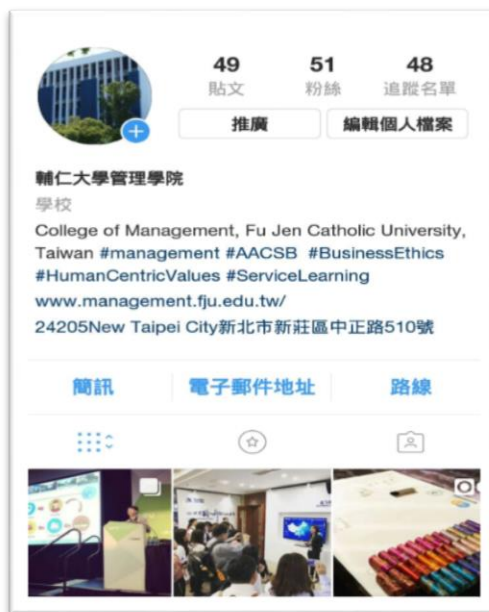 49 51 48
貼文 粉絲 追蹤名單
推廣 編輯個人檔案
輔仁大學管理學院
學校
College of Management, Fu Jen Catholic University,
Taiwan #management #AACSB #BusinessEthics
#HumanCentricValues #ServiceLearning
www.management.fju.edu.tw/
24205New Taipei City新北市新莊區中正路510號
簡訊 電子郵件地址 路線